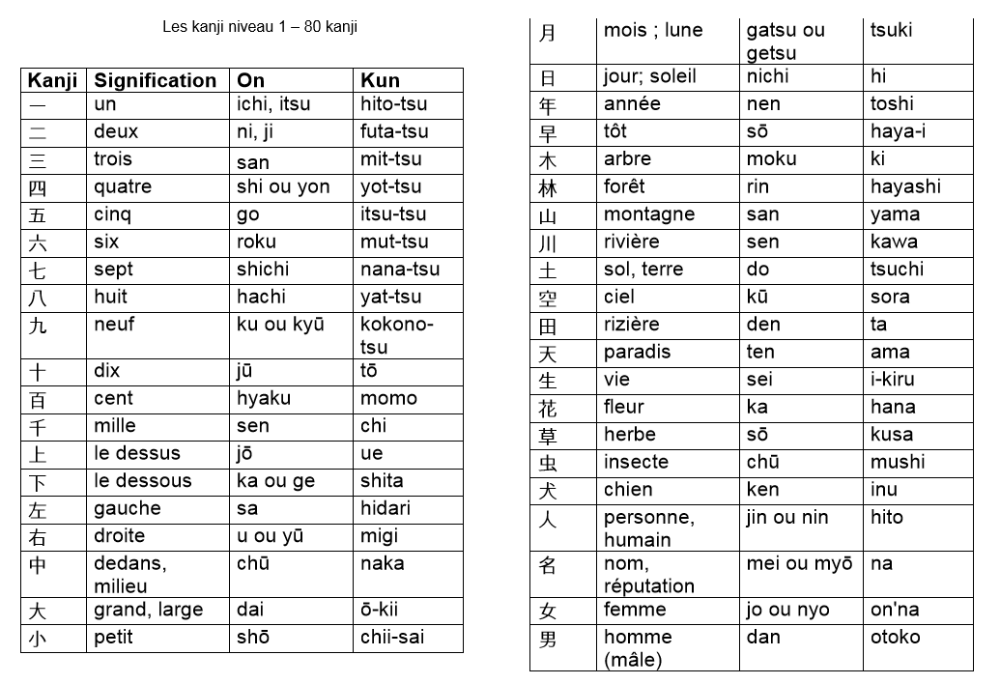 Les kanji niveau 1 – 80 kanji
Kanji Signification On Kun
一 un ichi, itsu hito-tsu
二 deux ni, ji futa-tsu
三 trois san mit-tsu
四 quatre shi ou yon yot-tsu
五 cinq go itsu-tsu
六 six roku mut-tsu
七 sept shichi nana-tsu
八 huit hachi yat-tsu
九 neuf ku ou kyū kokono-
tsu
十 dix jū tō
百 cent hyaku momo
千 mille sen chi
上 le dessus jō ue
下 le dessous ka ou ge shita
左 gauche sa hidari
右 droite u ou yū migi
中 dedans, chū naka
milieu
大 grand, large dai ō-kii
小 petit shō chii-sai
月 mois ; lune gatsu ou tsuki
getsu
日 jour; soleil nichi hi
年 année nen toshi
早 tôt sō haya-i
木 arbre moku ki
林 forêt rin hayashi
山 montagne san yama
川 rivière sen kawa
土 sol, terre do tsuchi
空 ciel kū sora
田 rizière den ta
天 paradis ten ama
生 vie sei i-kiru
花 fleur ka hana
草 herbe sō kusa
虫 insecte chū mushi
犬 chien ken inu
人 personne, jin ou nin hito
humain
名 nom, mei ou myō na
réputation
女 femme jo ou nyo on'na
男 homme dan otoko
(mâle)